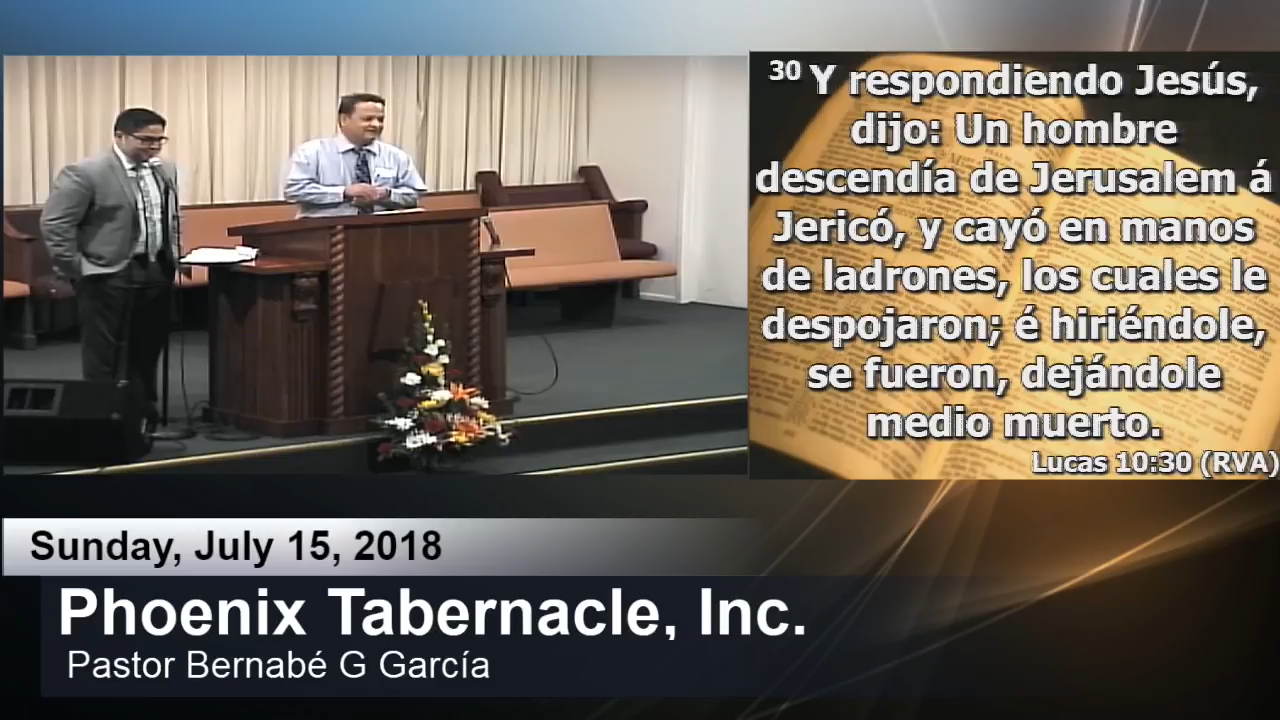 30 Y respondiendo Jesús,
dijo: Un hombre
descendía de Jerusalem á
Jericó, y cayó en manos
de ladrones, los cuales le
despojaron; é hiriéndole,
se fueron, dejándole
medio muerto.
Lucas 10:30 (RVA)
Sunday, July 15, 2018
Phoenix Tabernacle, Inc.
Pastor Bernabé G García